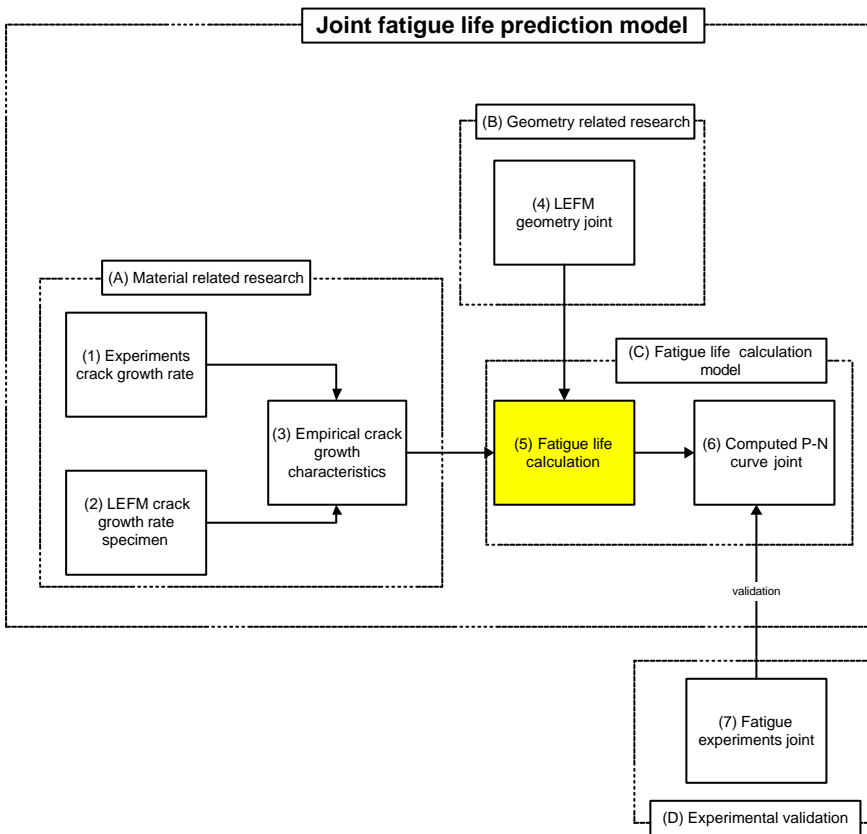 Joint fatigue life prediction model
(B) Geometry related research
(4) LEFM
geometry joint
(A) Material related research
(1) Experiments
crack growth rate
(C) Fatigue life calculation
model
(3) Empirical crack
growth
characteristics
(5) Fatigue life
calculation
(6) Computed P-N
curve joint
(2) LEFM crack
growth rate
specimen
validation
(7) Fatigue
experiments joint
(D) Experimental validation